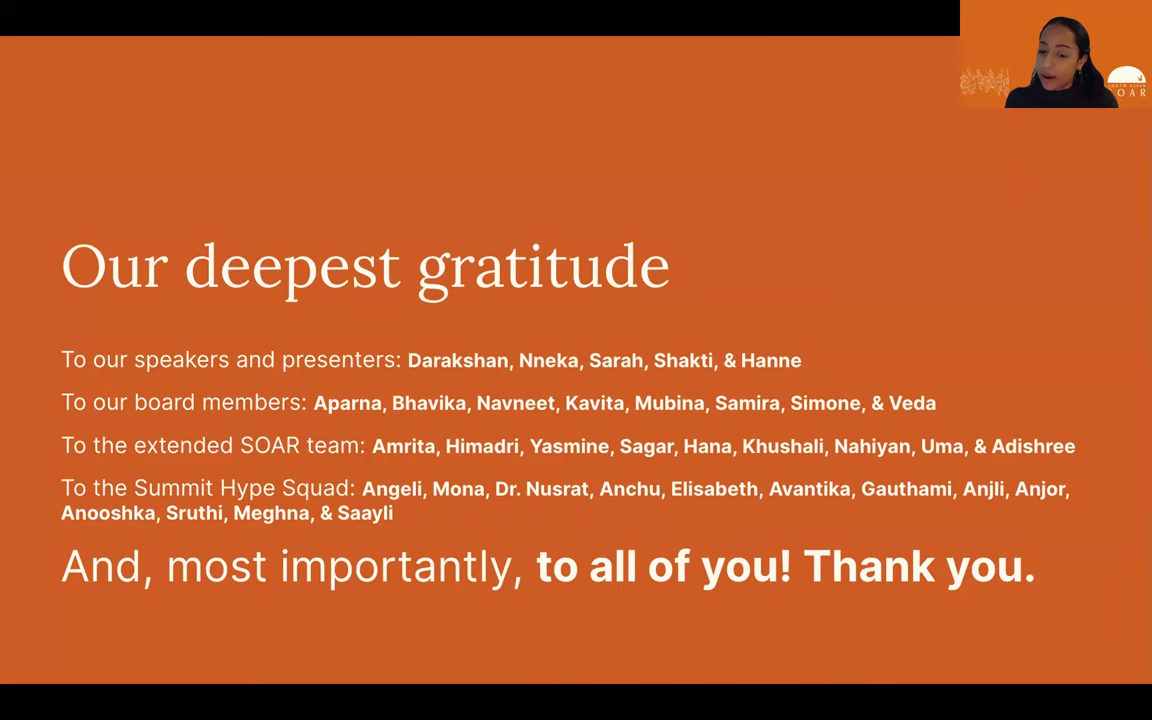 SOUTH ASIAN
SOAR
Our deepest gratitude
To our speakers and presenters: Darakshan, Nneka, Sarah, Shakti, & Hanne
To our board members: Aparna, Bhavika, Navneet, Kavita, Mubina, Samira, Simone, & Veda
To the extended SOAR team: Amrita, Himadri, Yasmine, Sagar, Hana, Khushali, Nahiyan, Uma, & Adishree
To the Summit Hype Squad: Angeli, Mona, Dr. Nusrat, Anchu, Elisabeth, Avantika, Gauthami, Anjli, Anjor,
Anooshka, Sruthi, Meghna, & Saayli
And, most importantly, to all of you! Thank you.